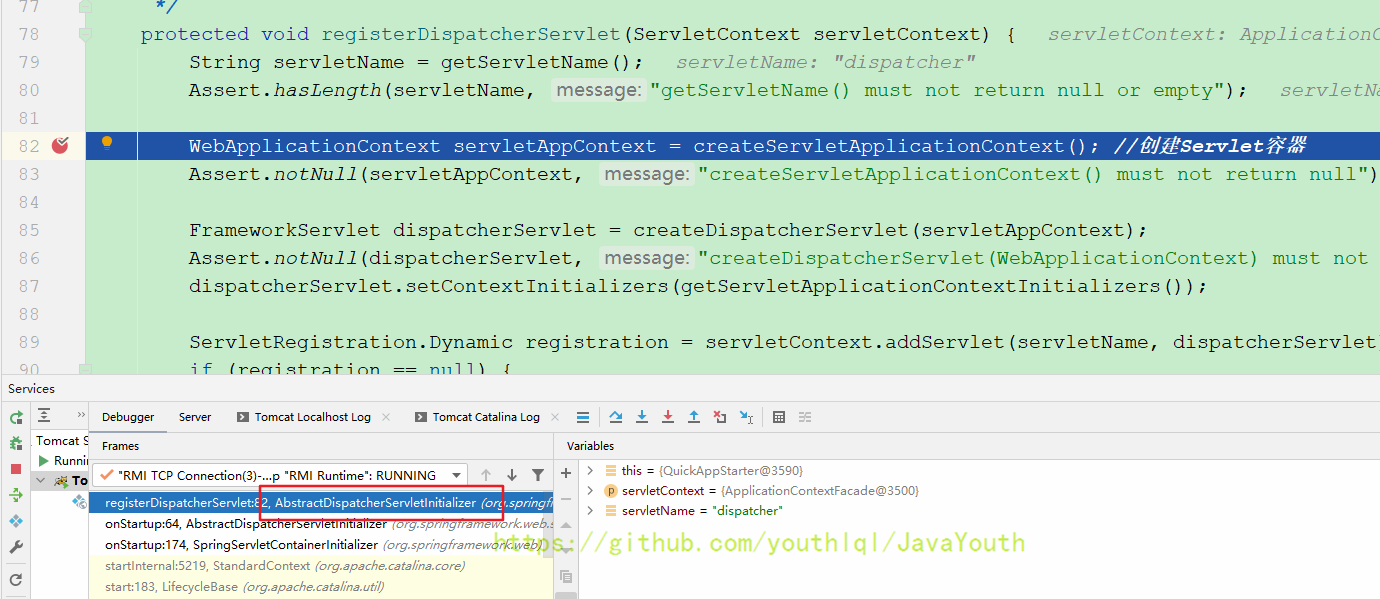 77 */
78 protected void registerDispatcherServlet(ServletContext servletContext) { servletContext: ApplicationC
79 String servletName = getServletName(); servletName: "dispatcher"
80 Assert.hasLength(servletName, message: "getServletName() must not return null or empty"); servletNa
81
82 WebApplicationContext servletAppContext = createServletApplicationContext(); //创建Servlet容器
83 Assert.notNull(servletAppContext, message: "createServletApplicationContext() must not return null")
84
85 FrameworkServlet dispatcherServlet = createDispatcherServlet(servletAppContext);
86 Assert.notNull(dispatcherServlet, message: "createDispatcherServlet(WebApplicationContext) must not
87 dispatcherServlet.setContextInitializers(getServletApplicationContextInitializers());
88
89 ServletRegistration.Dynamic registration = servletContext.addServlet(servletName, dispatcherServlet
90 if (registration == null) {
Services
Debugger Server Tomcat Localhost Log Tomcat Catalina Log
Tomcat S
Frames
Variables
Runni
"RMI TCP Connection(3)-...p "RMI Runtime": RUNNING
To
this = {QuickAppStarter@3590}
servletContext = {ApplicationContextFacade@3500}
servletName = "dispatcher"
registerDispatcherServlet:82, AbstractDispatcherServletInitializer (org.springf
onStartup:64, AbstractDispatcherServletInitializer (org.springframework.web.s
onStartup:174, SpringServletContainerInitializer (org.springframework.web)
startInternal:5219, StandardContext (org.apache.catalina.core)
start:183, LifecycleBase (org.apache.catalina.util)
https://github.com/youthlql/JavaYouth